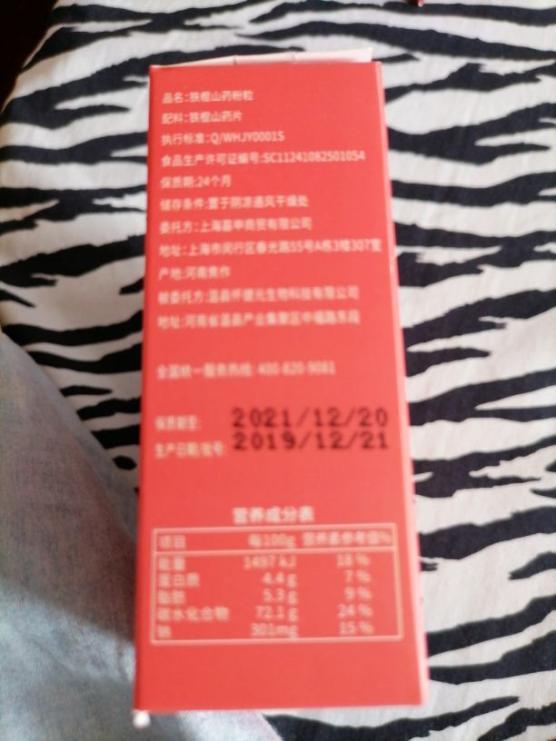 品名:铁棍山药粉粒
配料:铁棍山药片
执行标准:Q/WHJY0001S
食品生产许可证编号:SC11241082501054
保质期:24个月
储存条件:置于阴凉通风干燥处
委托方:上海 申商贸有限公司
地址:上海市闵行区春光路55号A栋3楼307室
产地:河南焦作
被委托方:温县怀 元生物科技有限公司
地址:河南省温县产业集聚区中福路东段
全国统一服务热线:400-820-9081
保质期至: 2021/12/20
生产日期/批号: 2019/12/21
营养成分表
项目 每100g 营养素参考值%
能量 1497 kJ 18 %
蛋白质 4.4 g 7 %
脂肪 5.3 g 9 %
碳水化合物 72.1 g 24 %
钠 301mg 15 %